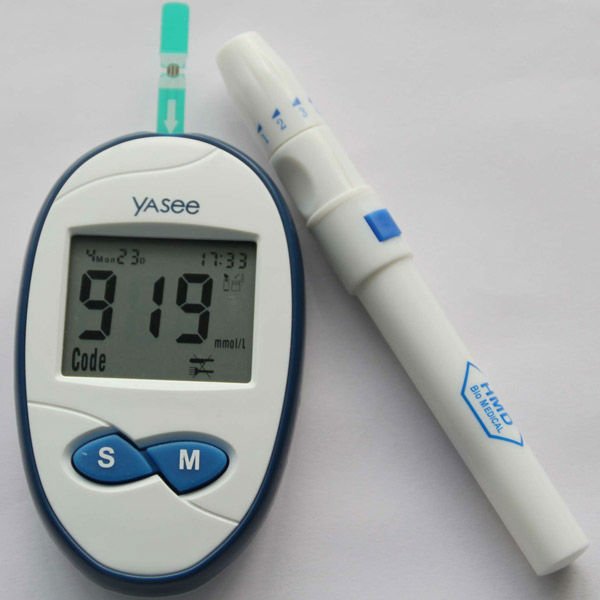 YASee
4Mon23D 17:33
919
mmol/L
Code
S M
1 2 3
HMD
Bio MEDICAL